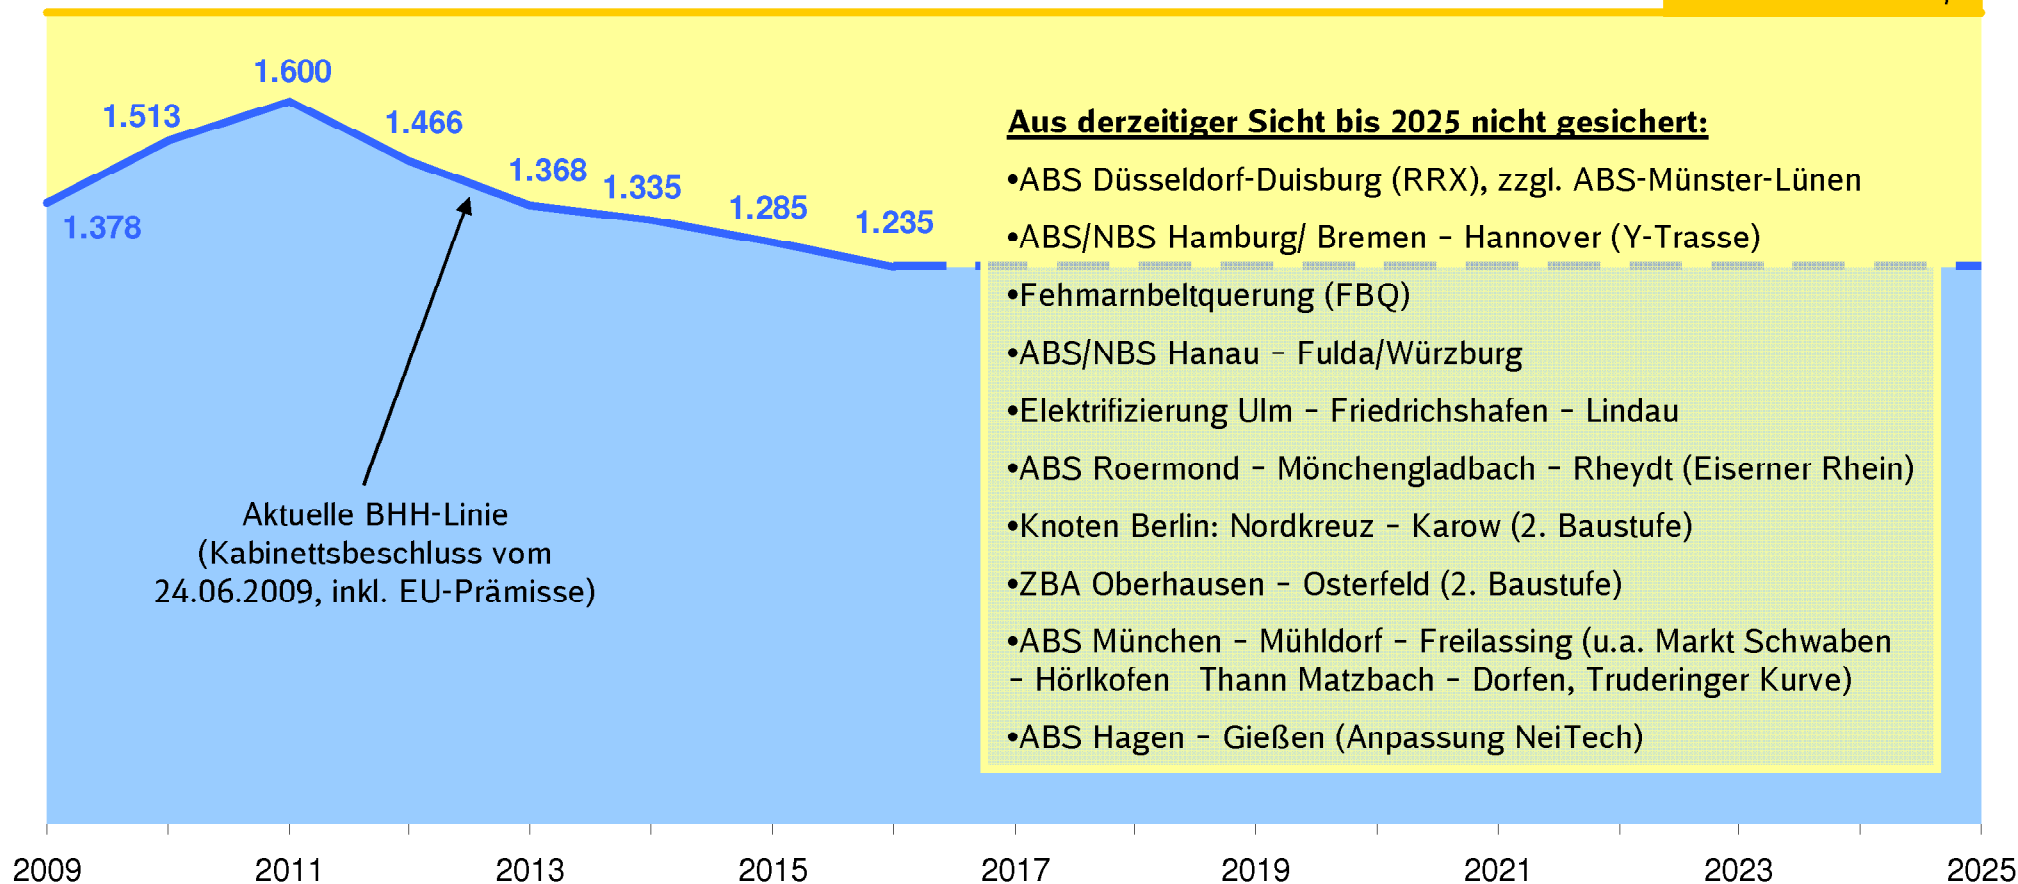 1.600
1.513
1.466
1.368
1.335
1.285
1.235
1.378
Aus derzeitiger Sicht bis 2025 nicht gesichert:
•ABS Düsseldorf-Duisburg (RRX), zzgl. ABS-Münster-Lünen
•ABS/NBS Hamburg/ Bremen – Hannover (Y-Trasse)
•Fehmarnbeltquerung (FBQ)
•ABS/NBS Hanau – Fulda/Würzburg
•Elektrifizierung Ulm – Friedrichshafen – Lindau
•ABS Roermond – Mönchengladbach – Rheydt (Eiserner Rhein)
•Knoten Berlin: Nordkreuz – Karow (2. Baustufe)
•ZBA Oberhausen – Osterfeld (2. Baustufe)
•ABS München – Mühldorf – Freilassing (u.a. Markt Schwaben
– Hörlkofen Thann Matzbach – Dorfen, Truderinger Kurve)
•ABS Hagen – Gießen (Anpassung NeiTech)
Aktuelle BHH-Linie
(Kabinettsbeschluss vom
24.06.2009, inkl. EU-Prämisse)
2009 2011 2013 2015 2017 2019 2021 2023 2025